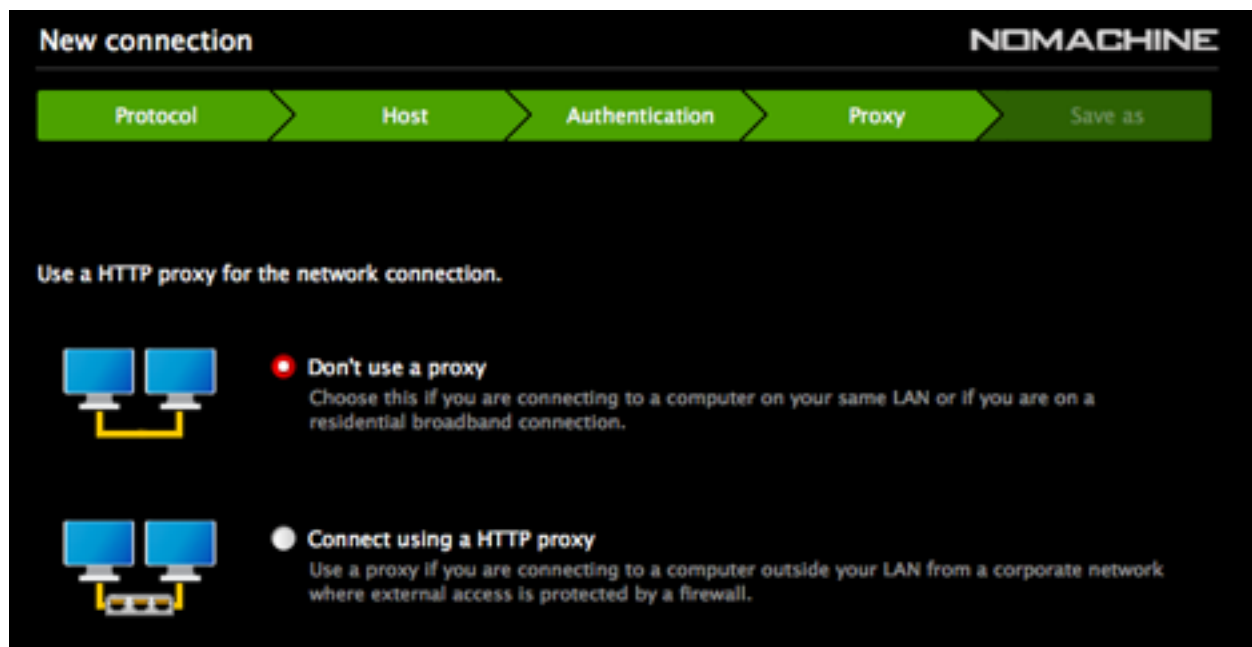 New connection
NOMACHINE
Protocol
Host
Authentication
Proxy
Save as
Use a HTTP proxy for the network connection.
Don't use a proxy
Choose this if you are connecting to a computer on your same LAN or if you are on a
residential broadband connection.
Connect using a HTTP proxy
Use a proxy if you are connecting to a computer outside your LAN from a corporate network
where external access is protected by a firewall.